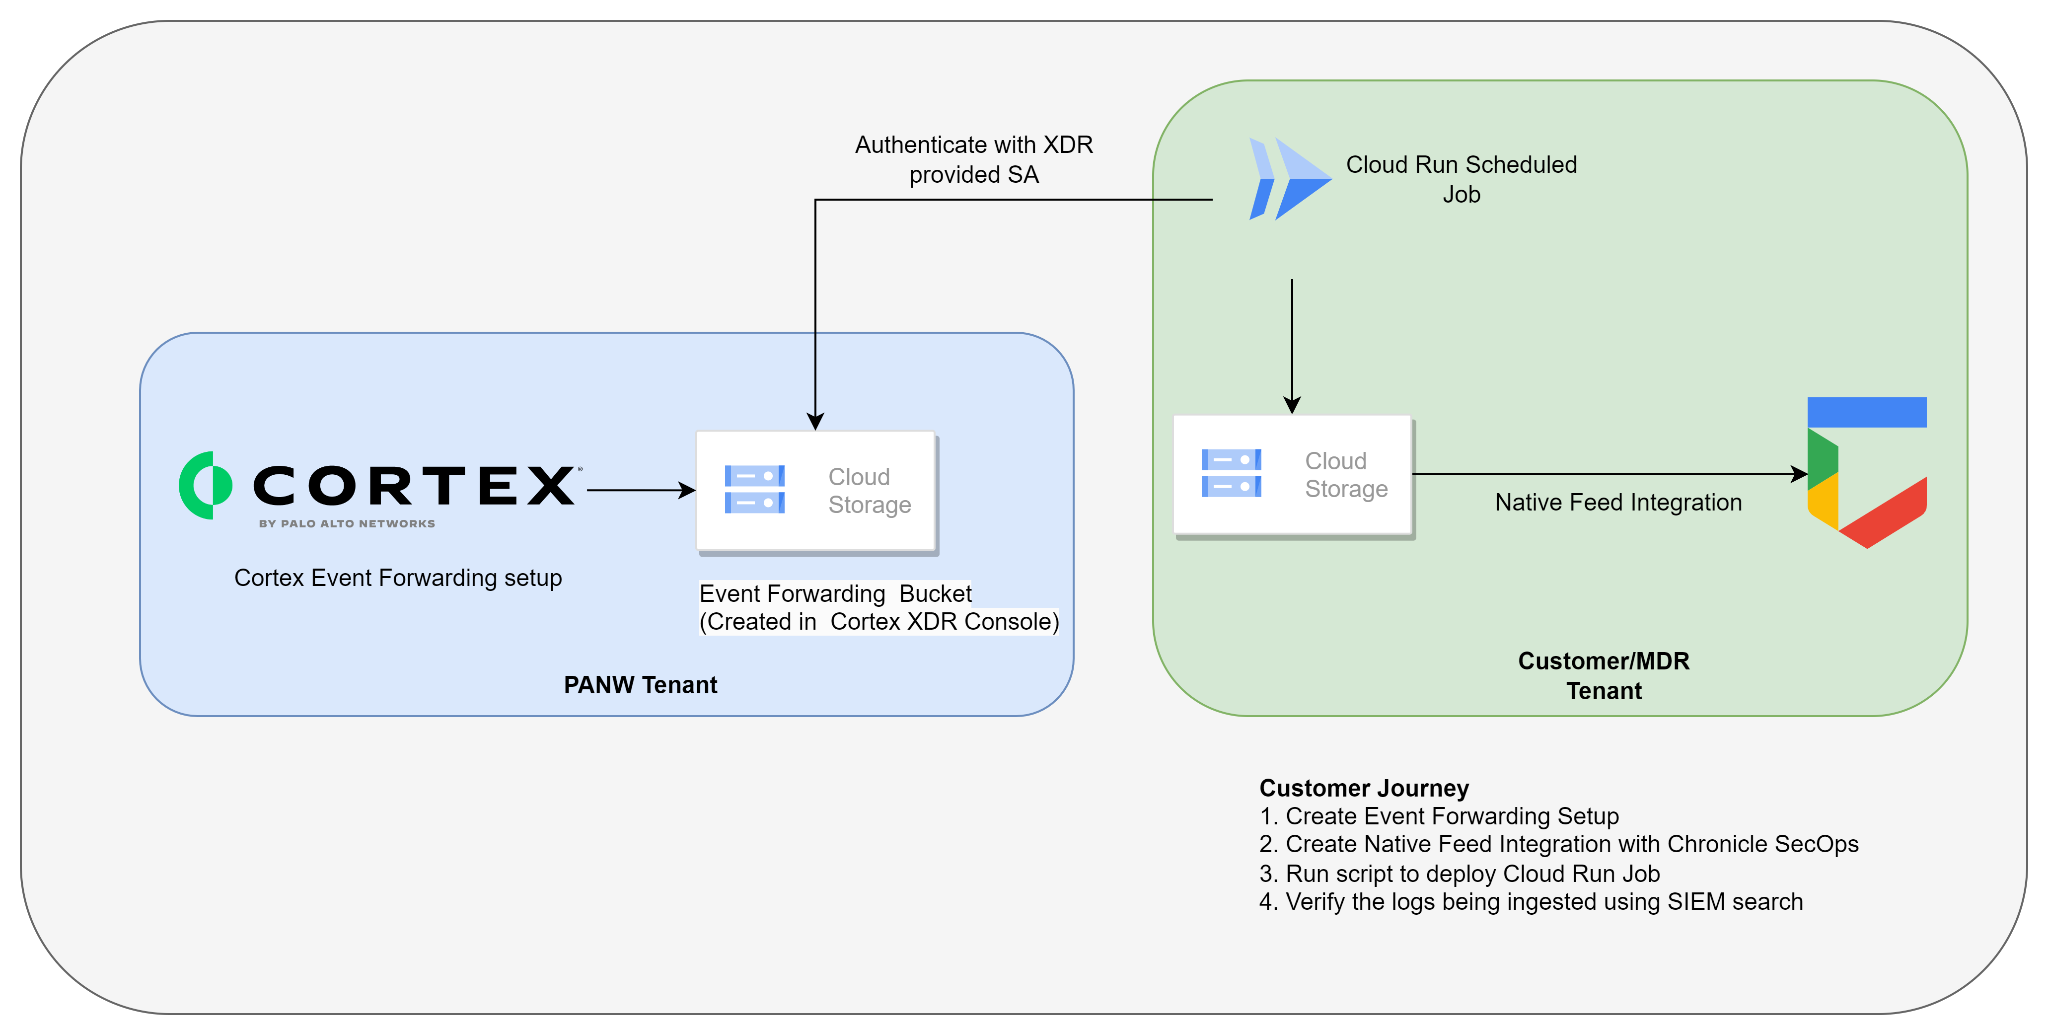 Authenticate with XDR
provided SA
Cloud Run Scheduled
Job
CORTEX
BY PALO ALTO NETWORKS
Cortex Event Forwarding setup
Cloud
Storage
Event Forwarding  Bucket
(Created in  Cortex XDR Console)
PANW Tenant
Cloud
Storage
Native Feed Integration
Customer/MDR
Tenant
Customer Journey
1. Create Event Forwarding Setup
2. Create Native Feed Integration with Chronicle SecOps
3. Run script to deploy Cloud Run Job
4. Verify the logs being ingested using SIEM search